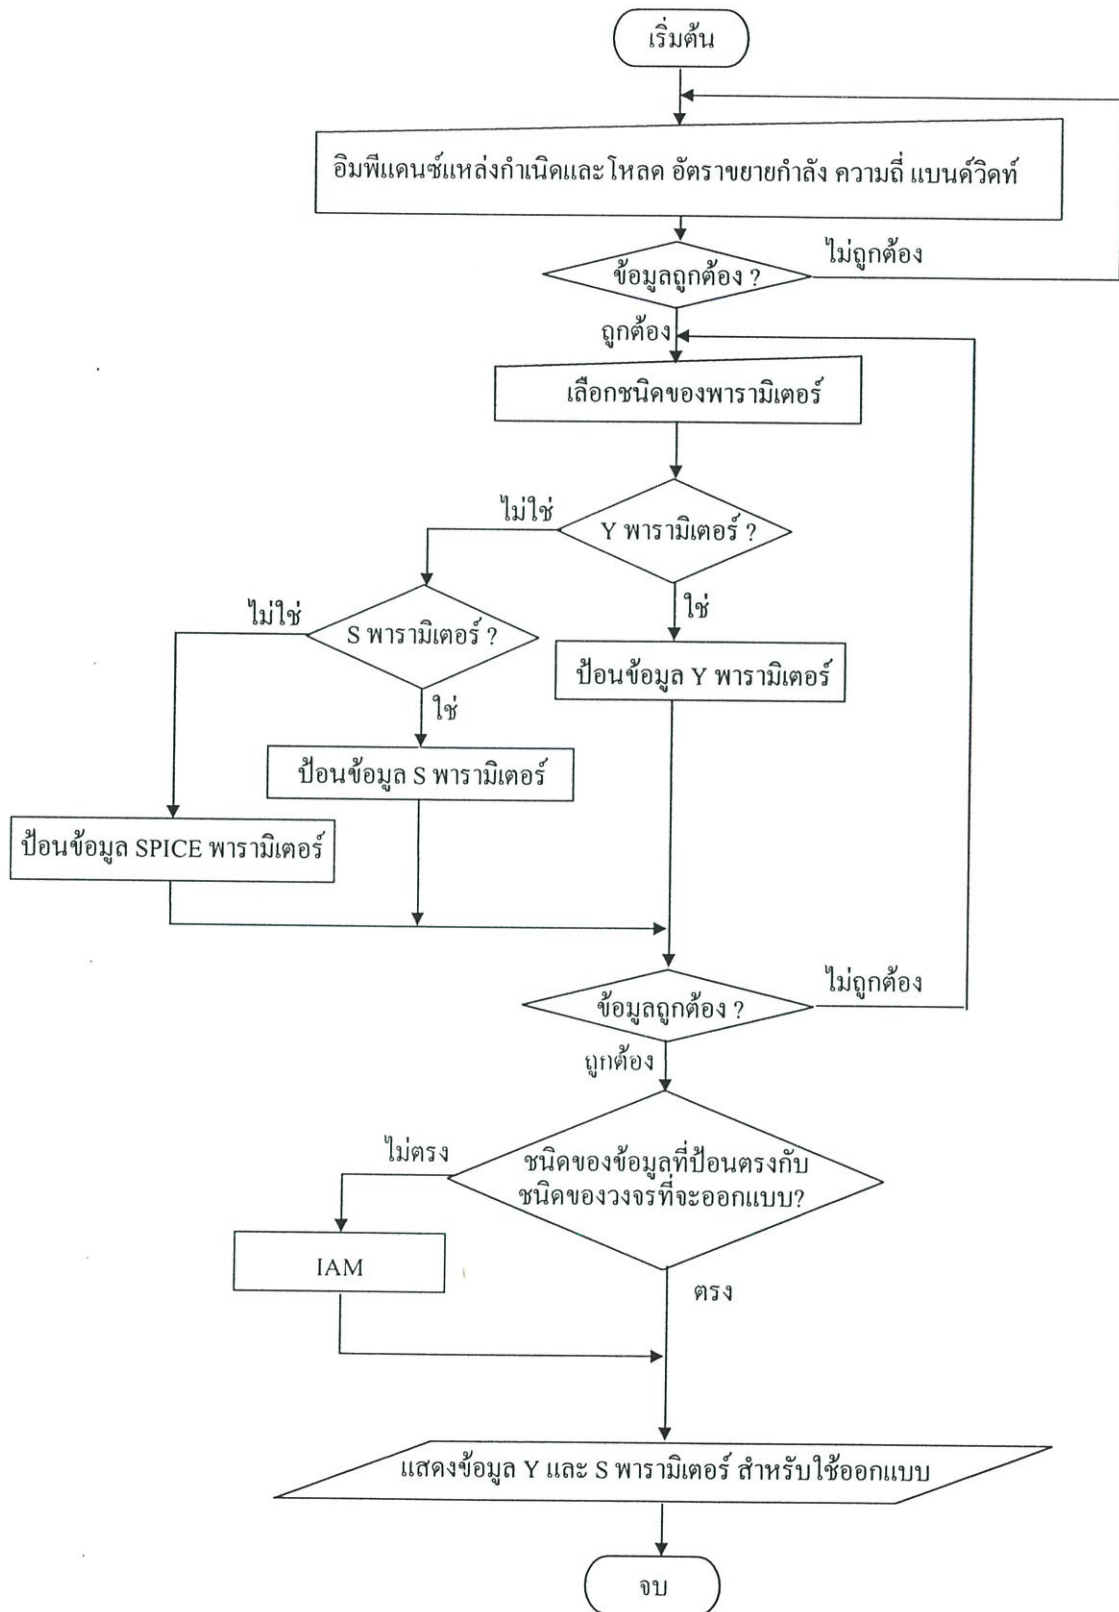 เริ่มต้น
อิมพีแดนซ์แหล่งกำเนิดและโหลด อัตราขยายกำลัง ความถี่ แบนด์วิดท์
ข้อมูลถูกต้อง ?
ไม่ถูกต้อง
ถูกต้อง
เลือกชนิดของพารามิเตอร์
ไม่ใช่
Y พารามิเตอร์ ?
ไม่ใช่
ใช่
S พารามิเตอร์ ?
ป้อนข้อมูล Y พารามิเตอร์
ใช่
ป้อนข้อมูล S พารามิเตอร์
ป้อนข้อมูล SPICE พารามิเตอร์
ไม่ถูกต้อง
ข้อมูลถูกต้อง ?
ถูกต้อง
ไม่ตรง
ชนิดของข้อมูลที่ป้อนตรงกับ
ชนิดของวงจรที่จะออกแบบ?
IAM
ตรง
แสดงข้อมูล Y และ S พารามิเตอร์ สำหรับใช้ออกแบบ
จบ